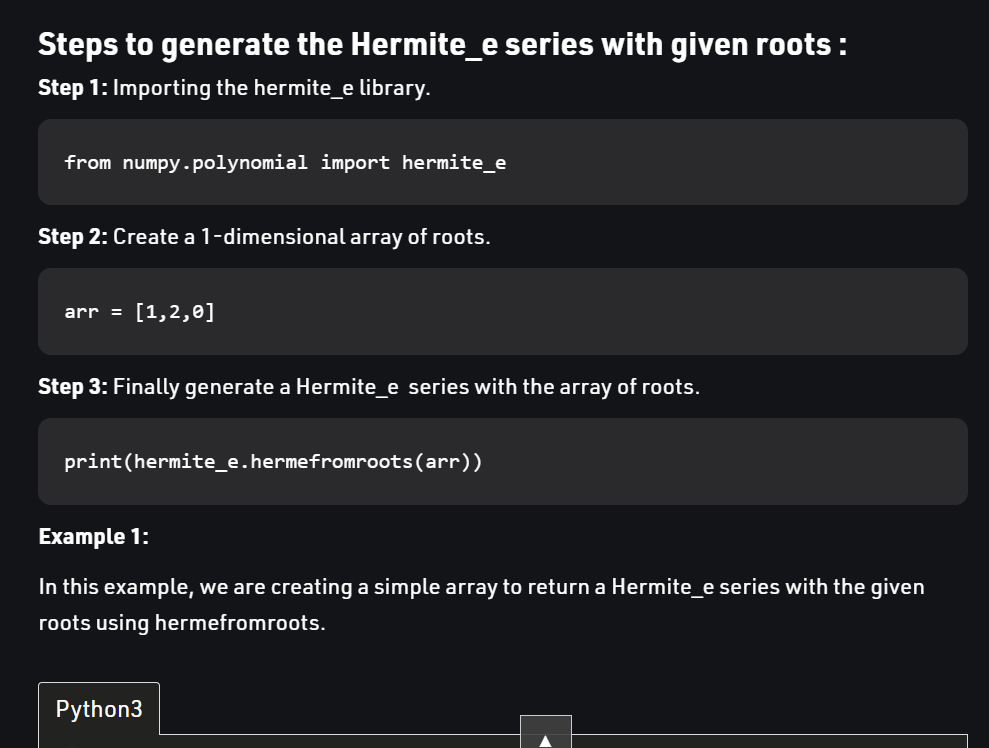 Steps to generate the Hermite_e series with given roots :
Step 1: Importing the hermite_e library.
from numpy.polynomial import hermite_e
Step 2: Create a 1-dimensional array of roots.
arr = [1,2,0]
Step 3: Finally generate a Hermite_e  series with the array of roots.
print(hermite_e.hermefromroots(arr))
Example 1:
In this example, we are creating a simple array to return a Hermite_e series with the given
roots using hermefromroots.
Python3